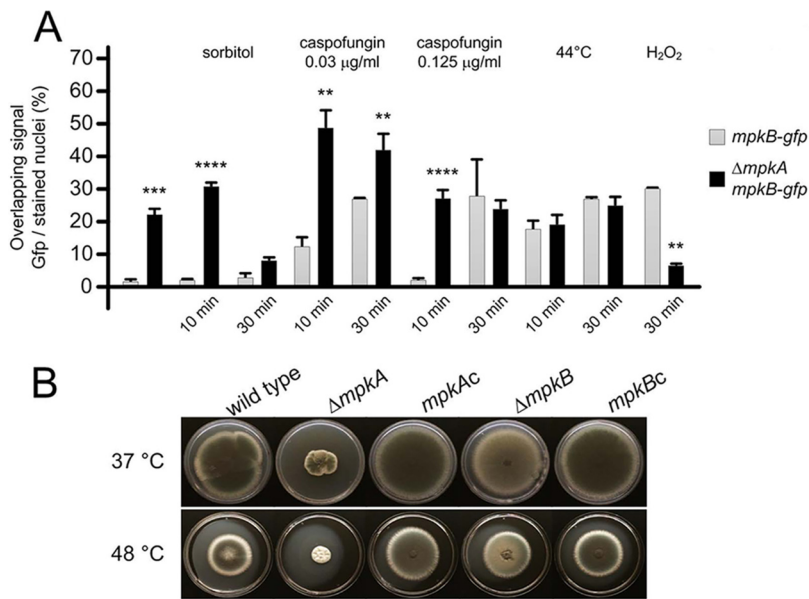 A
sorbitol
caspofungin
0.03 µg/ml
caspofungin
0.125 µg/ml
44°C
H₂O₂
Overlapping signal
Gfp / stained nuclei (%)
70
60
50
40
30
20
10
0
***
****
**
**
****
**
mpkB-gfp
ΔmpkA
mpkB-gfp
10 min
30 min
10 min
30 min
10 min
30 min
10 min
30 min
30 min
B
wild type
ΔmpkA
mpkAc
ΔmpkB
mpkBc
37 °C
48 °C